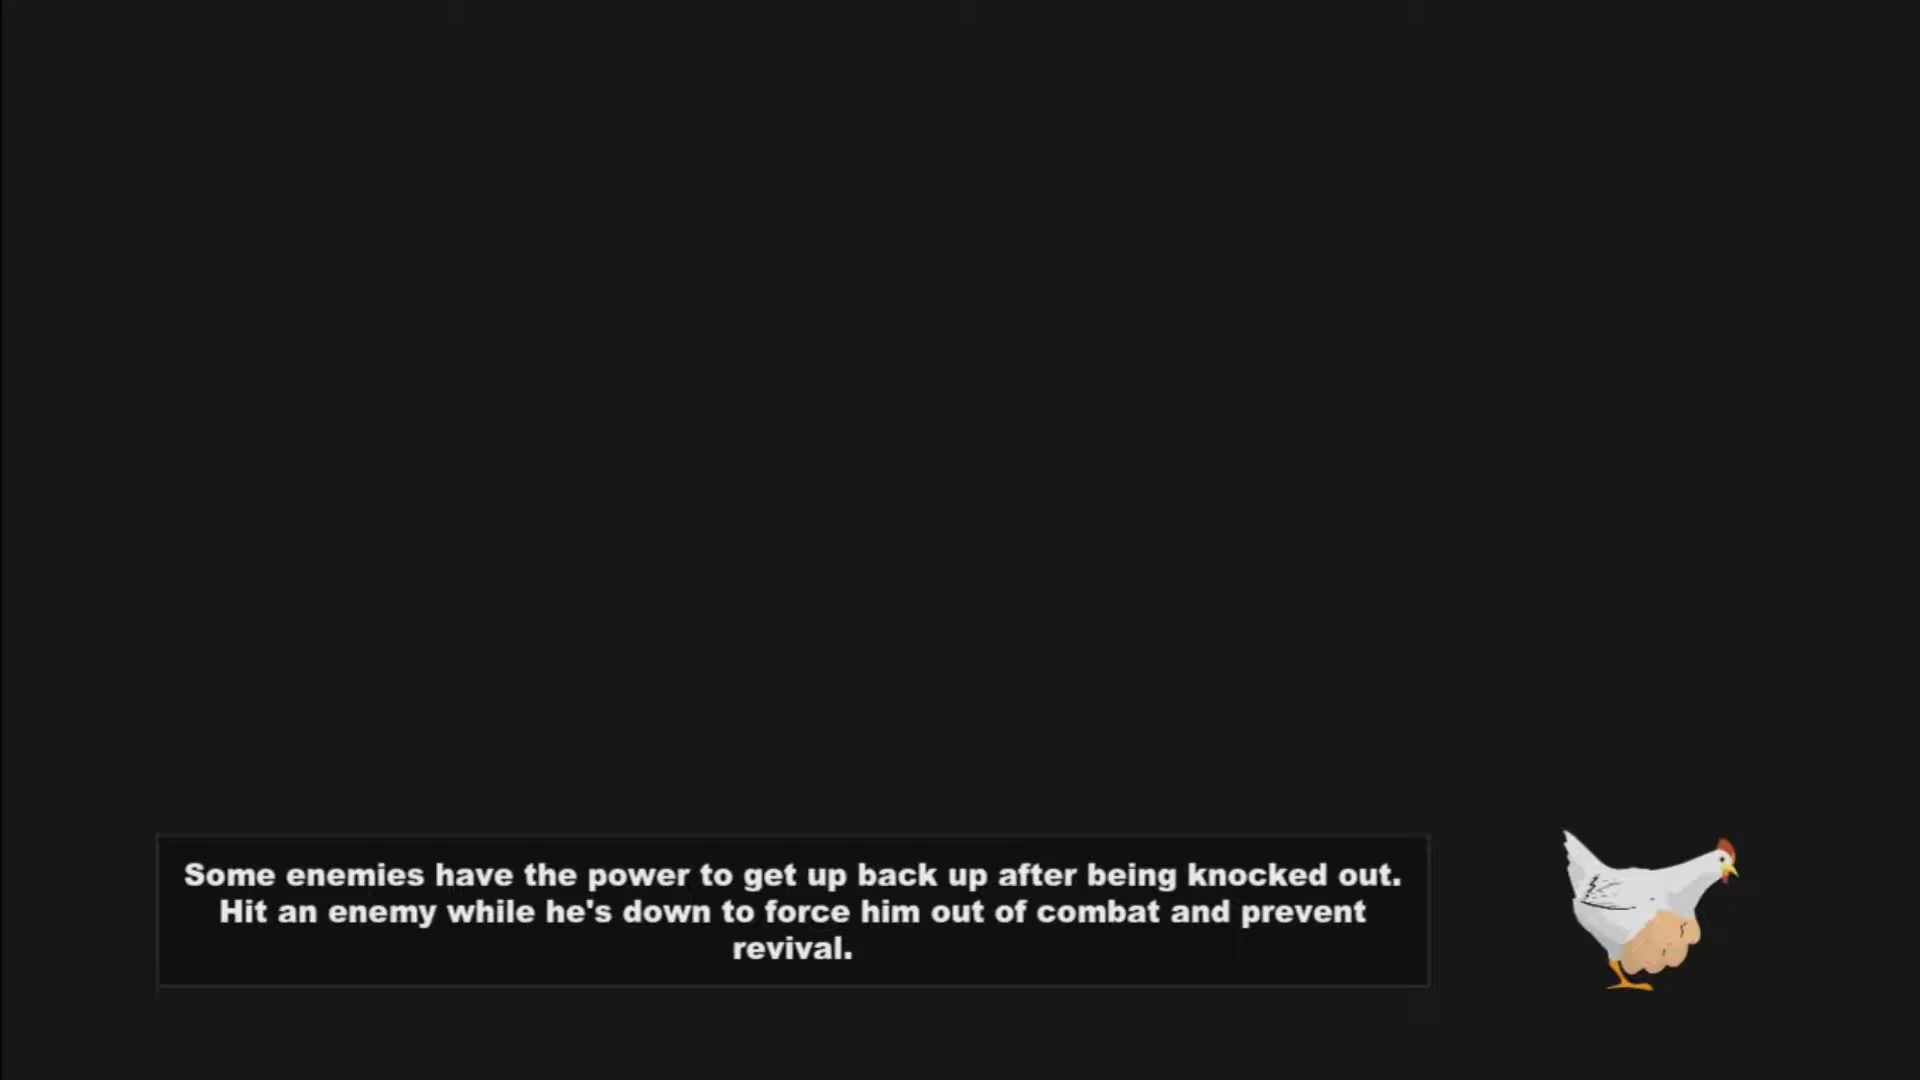 Some enemies have the power to get up back up after being knocked out.
Hit an enemy while he's down to force him out of combat and prevent
revival.